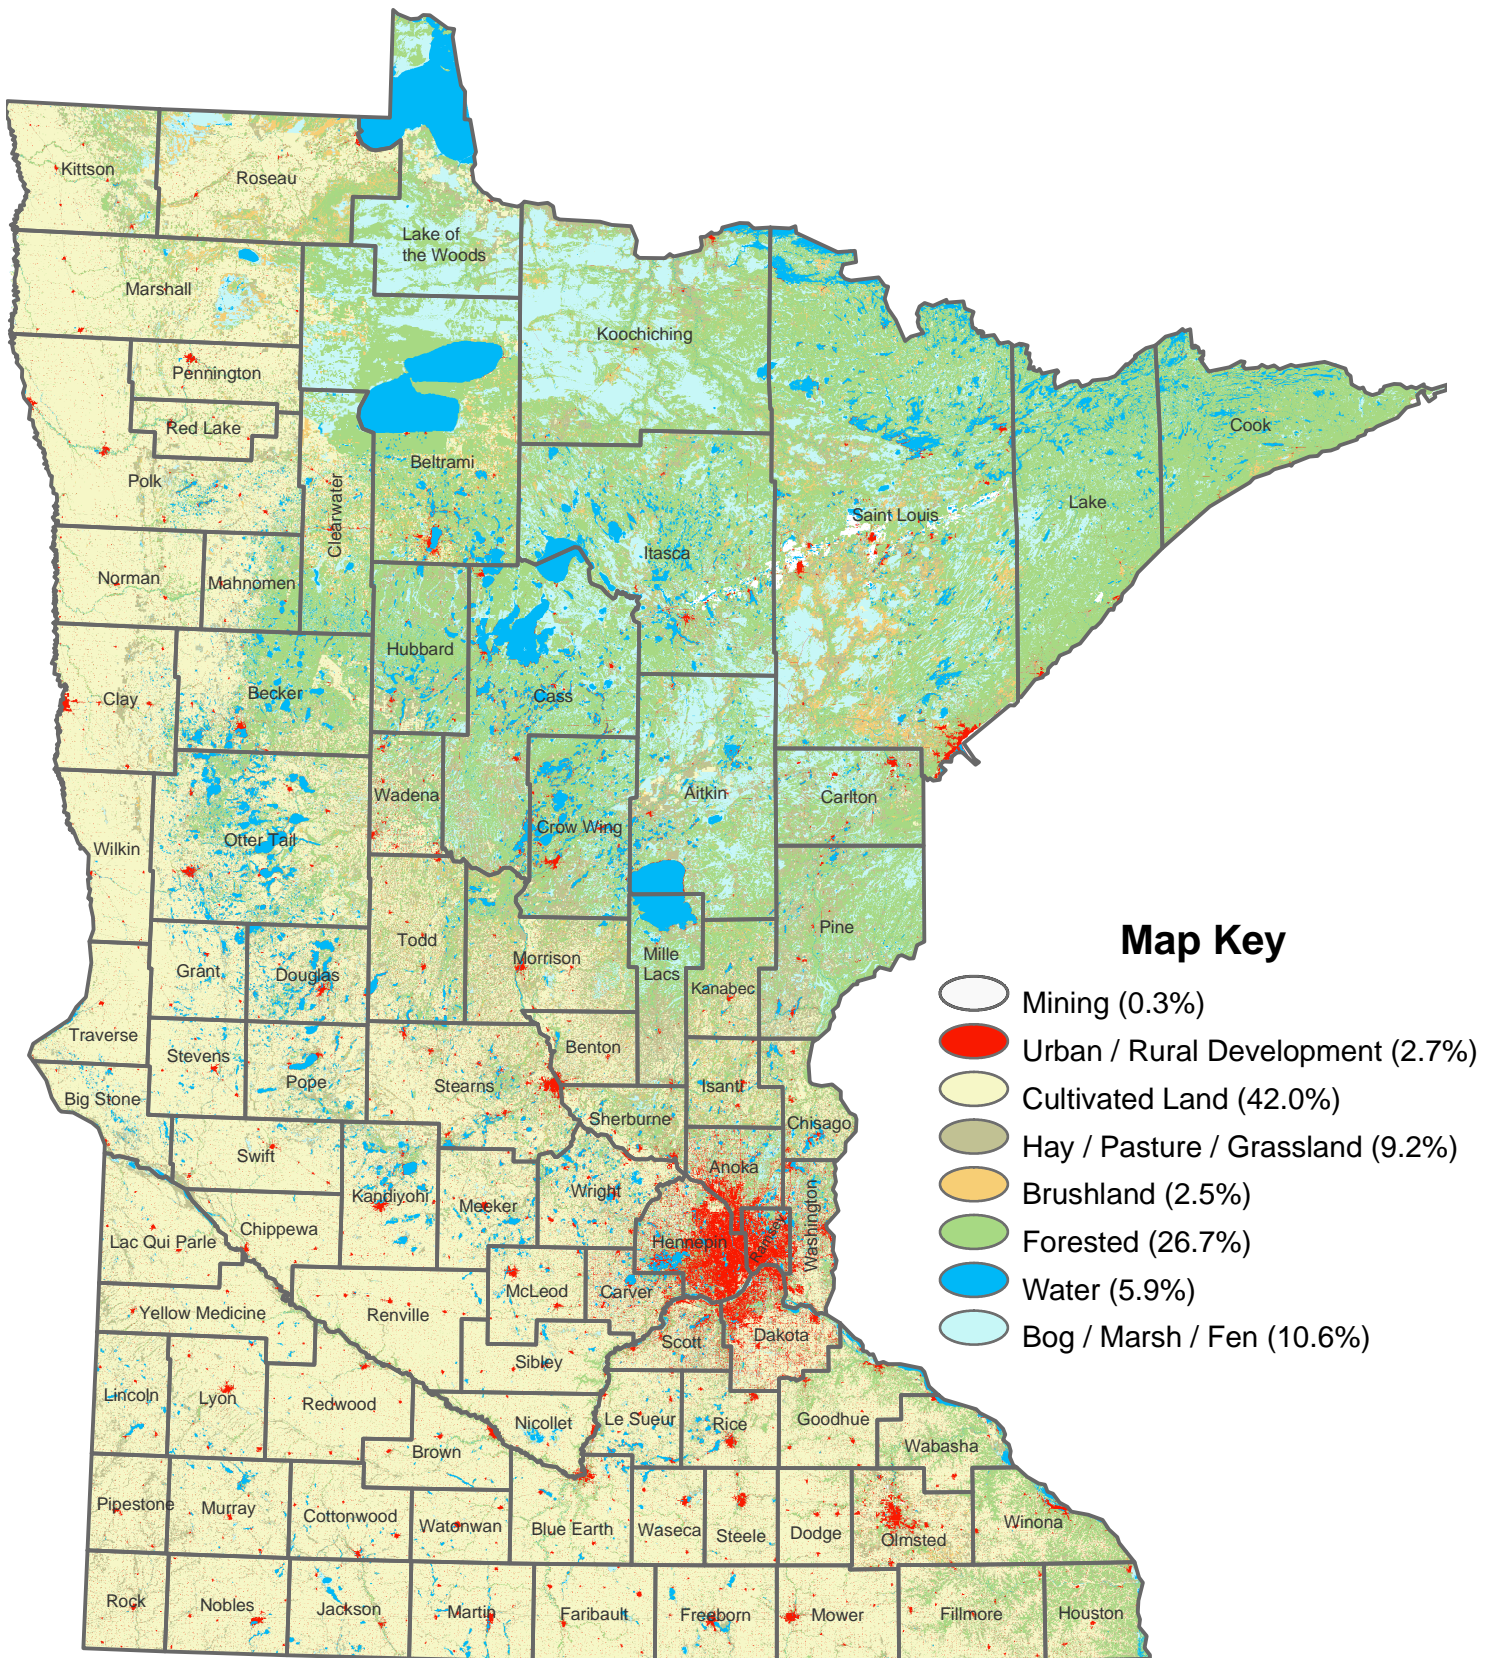 Kittson
Roseau
Lake of
the Woods
Marshall
Koochiching
Pennington
Red Lake
Beltrami
Cook
Polk
Clearwater
Lake
Saint Louis
Itasca
Norman
Mahnomen
Hubbard
Clay
Becker
Cass
Wadena
Aitkin
Carlton
Crow Wing
Otter Tail
Wilkin
Pine
Todd
Morrison
Mille
Lacs
Grant
Douglas
Kanabec
Traverse
Stevens
Benton
Pope
Stearns
Isanti
Big Stone
Sherburne
Chisago
Swift
Anoka
Kandiyohi
Meeker
Wright
Washington
Chippewa
Lac Qui Parle
Hennepin
Ramsey
McLeod
Carver
Yellow Medicine
Renville
Scott
Dakota
Sibley
Lincoln
Lyon
Redwood
Nicollet
Le Sueur
Rice
Goodhue
Brown
Wabasha
Pipestone
Murray
Cottonwood
Watonwan
Blue Earth
Waseca
Steele
Dodge
Olmsted
Winona
Rock
Nobles
Jackson
Martin
Faribault
Freeborn
Mower
Fillmore
Houston
Map Key
Mining (0.3%)
Urban / Rural Development (2.7%)
Cultivated Land (42.0%)
Hay / Pasture / Grassland (9.2%)
Brushland (2.5%)
Forested (26.7%)
Water (5.9%)
Bog / Marsh / Fen (10.6%)